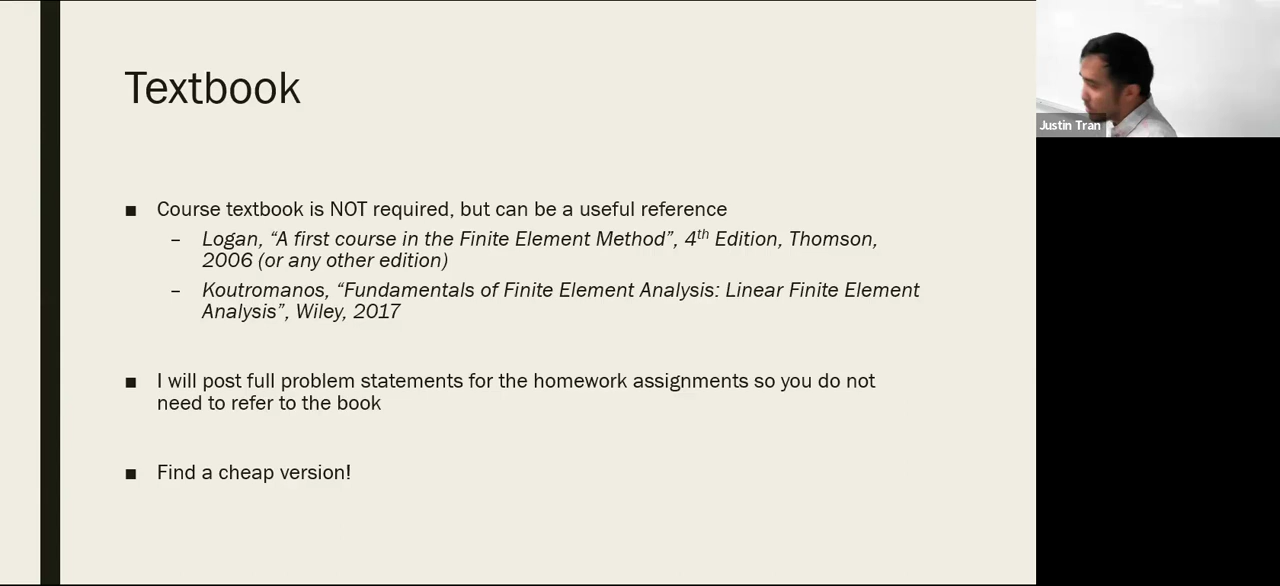 Textbook
■ Course textbook is NOT required, but can be a useful reference
– Logan, “A first course in the Finite Element Method”, 4th Edition, Thomson,
2006 (or any other edition)
– Koutromanos, “Fundamentals of Finite Element Analysis: Linear Finite Element
Analysis”, Wiley, 2017
■ I will post full problem statements for the homework assignments so you do not
need to refer to the book
■ Find a cheap version!
Justin Tran